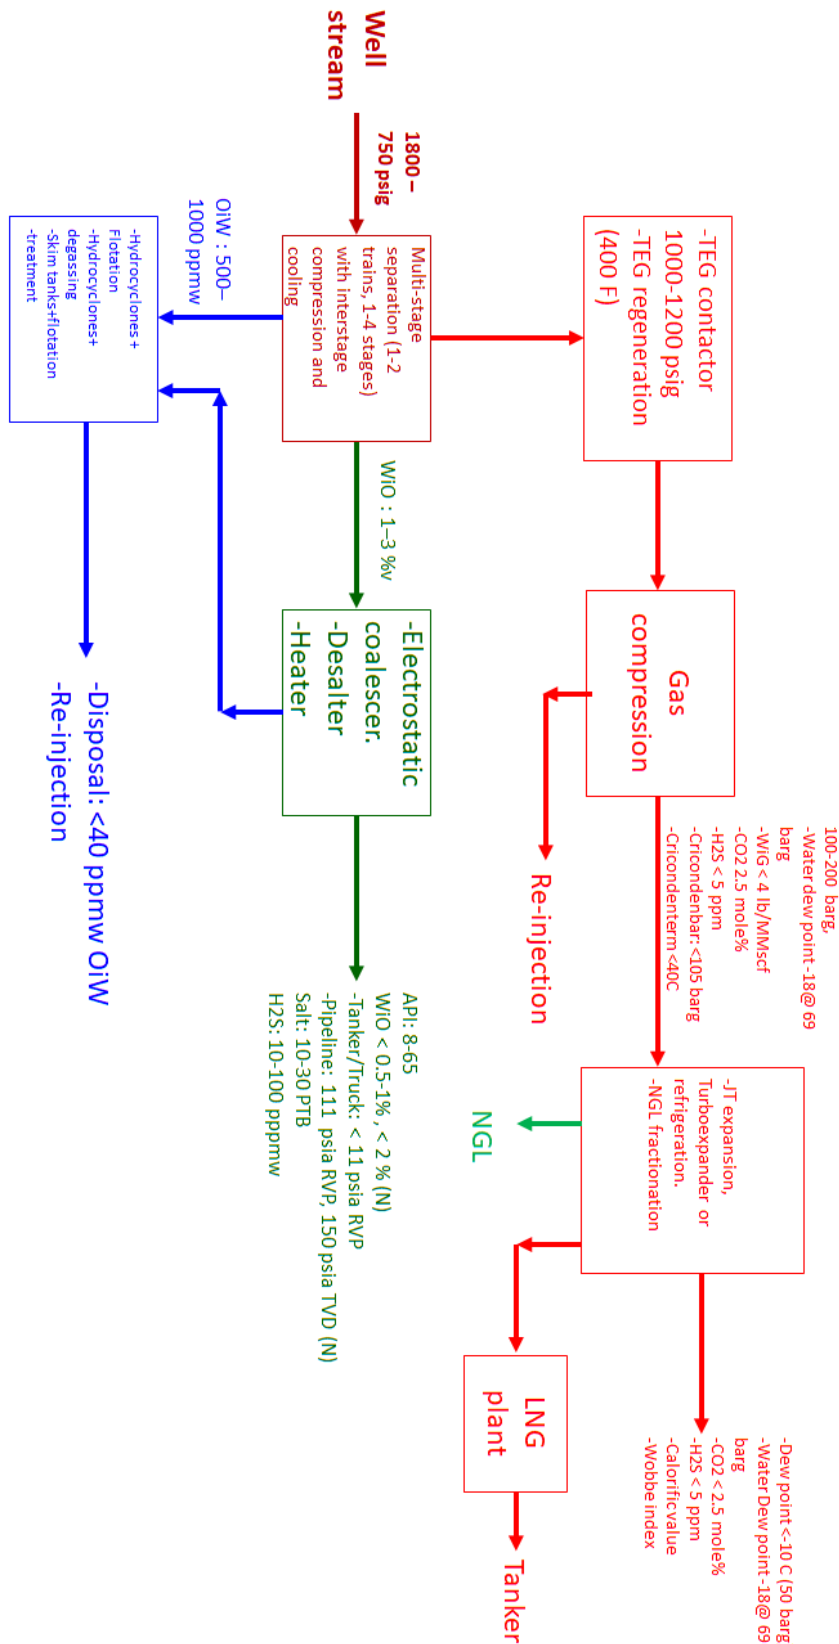 Well
stream
1800–
750 psig
Multi-stage
separation (1-2
trains, 1-4 stages)
with interstage
compression and
cooling
-TEG contactor
1000-1200 psig
-TEG regeneration
(400 F)
Gas
compression
Re-injection
100-200 barg,
-Water dew point -18@ 69
barg
-WiG < 4 lb/MMscf
-CO2 2.5 mole%
-H2S < 5 ppm
-Cricondenbar: <105 barg
-Cricondenterm <40C
-JT expansion,
Turboexpander or
refrigeration.
-NGL fractionation
NGL
LNG
plant
Tanker
-Dew point <-10 C (50 barg
-Water Dew point -18@ 69
barg
-CO2 < 2.5 mole%
-H2S < 5 ppm
-Calorific value
-Wobbe index
WiO : 1–3 %v
-Electrostatic
coalescer.
-Desalter
-Heater
API: 8-65
WiO < 0.5-1% , < 2 % (N)
-Tanker/Truck: < 11 psia RVP
-Pipeline: 111 psia RVP, 150 psia TVD (N)
Salt: 10-30 PTB
H2S: 10-100 pppmw
OiW : 500–
1000 ppmw
-Hydrocyclones +
Flotation
-Hydrocyclones+
degassing
-Skim tanks+flotation
-treatment
-Disposal: <40 ppmw OiW
-Re-injection